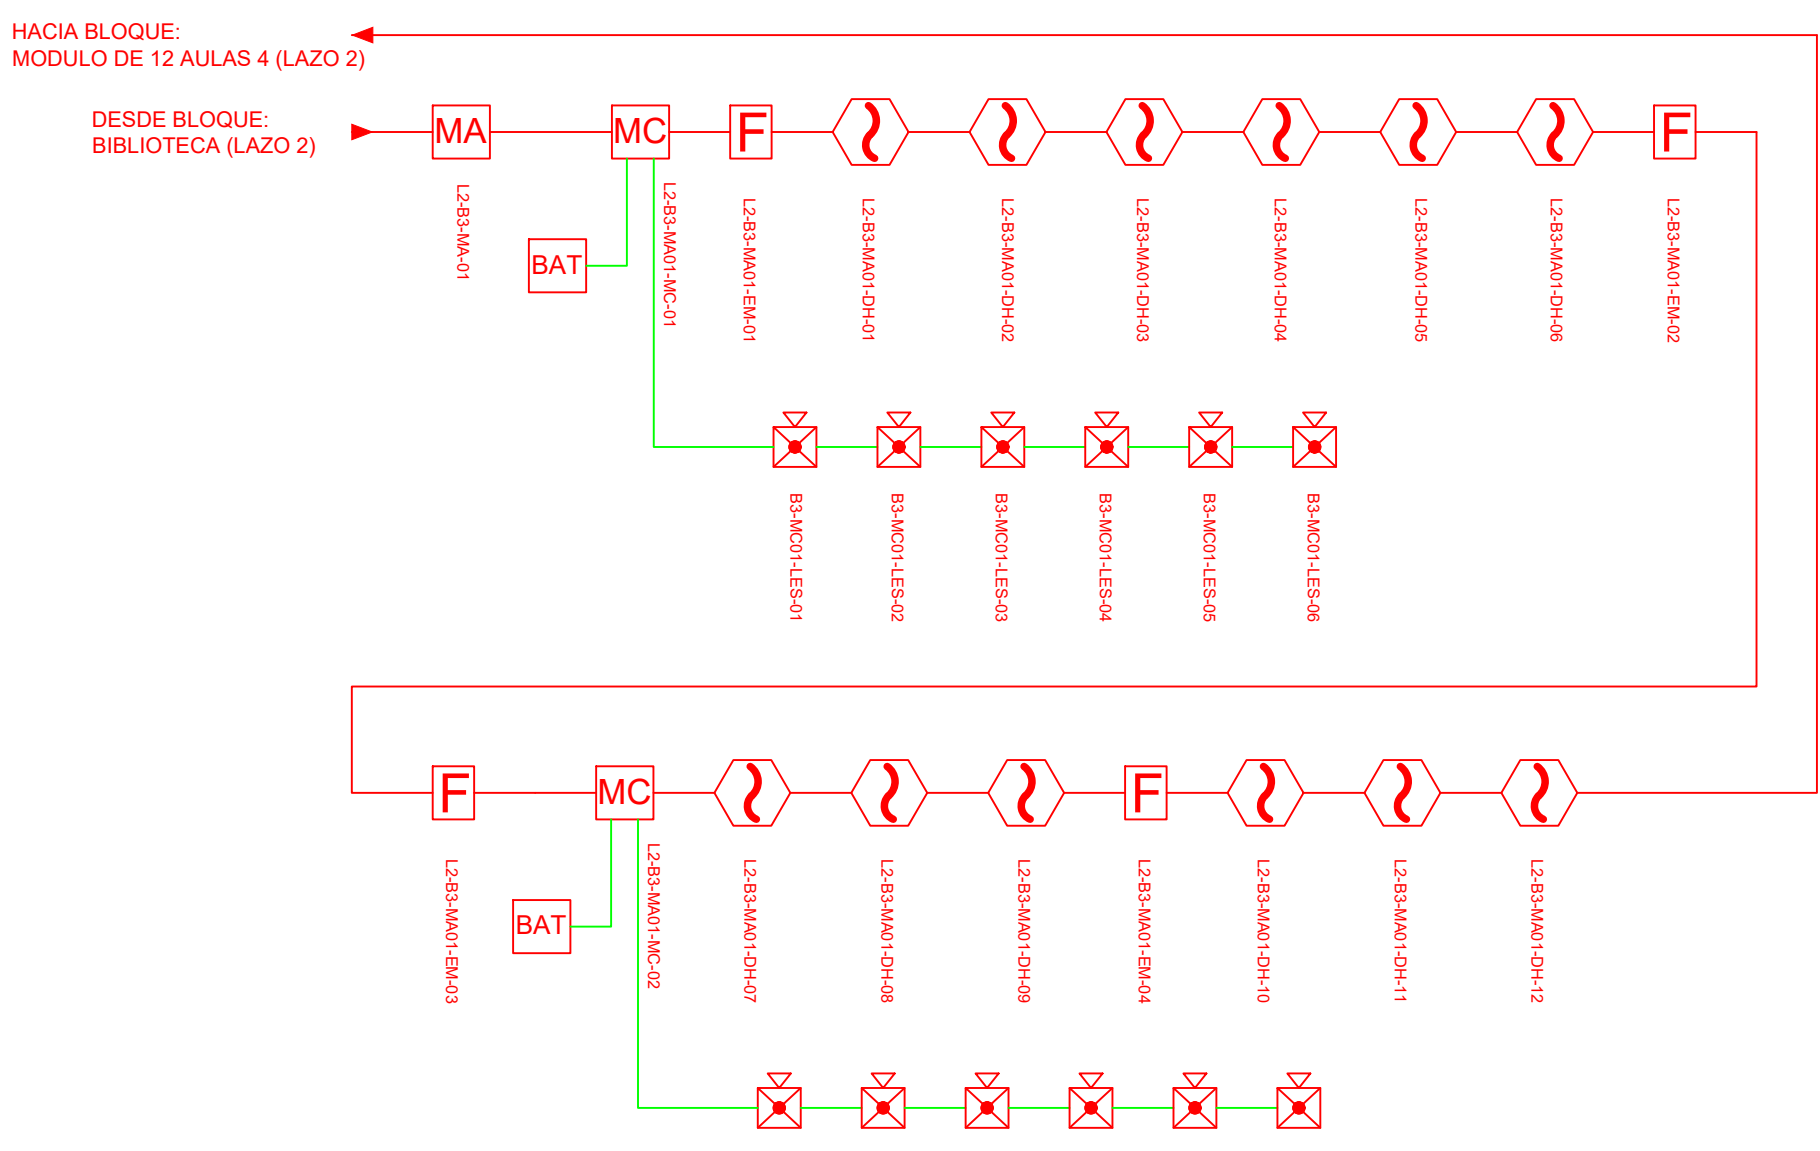 HACIA BLOQUE:
MODULO DE 12 AULAS 4 (LAZO 2)
DESDE BLOQUE:
BIBLIOTECA (LAZO 2)
MA
MC
F
F
L2-B3-MA-01
L2-B3-MA01-MC-01
L2-B3-MA01-EM-01
L2-B3-MA01-DH-01
L2-B3-MA01-DH-02
L2-B3-MA01-DH-03
L2-B3-MA01-DH-04
L2-B3-MA01-DH-05
L2-B3-MA01-DH-06
L2-B3-MA01-EM-02
BAT
B3-MC01-LES-01
B3-MC01-LES-02
B3-MC01-LES-03
B3-MC01-LES-04
B3-MC01-LES-05
B3-MC01-LES-06
F
MC
F
L2-B3-MA01-EM-03
L2-B3-MA01-MC-02
L2-B3-MA01-DH-07
L2-B3-MA01-DH-08
L2-B3-MA01-DH-09
L2-B3-MA01-EM-04
L2-B3-MA01-DH-10
L2-B3-MA01-DH-11
L2-B3-MA01-DH-12
BAT